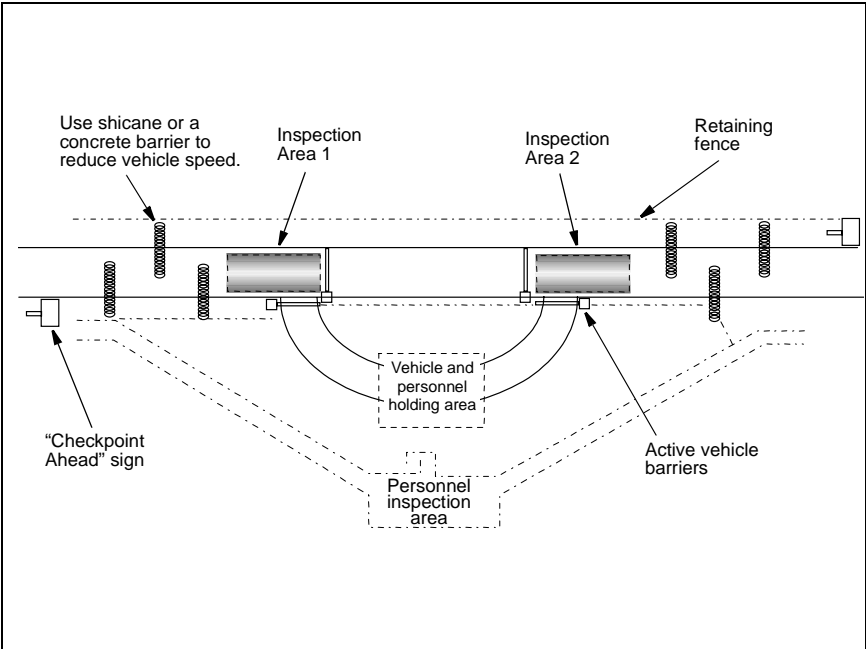 Use shicane or a
concrete barrier to
reduce vehicle speed.
Inspection
Area 1
Inspection
Area 2
Retaining
fence
Vehicle and
personnel
holding area
“Checkpoint
Ahead” sign
Active vehicle
barriers
Personnel
inspection
area